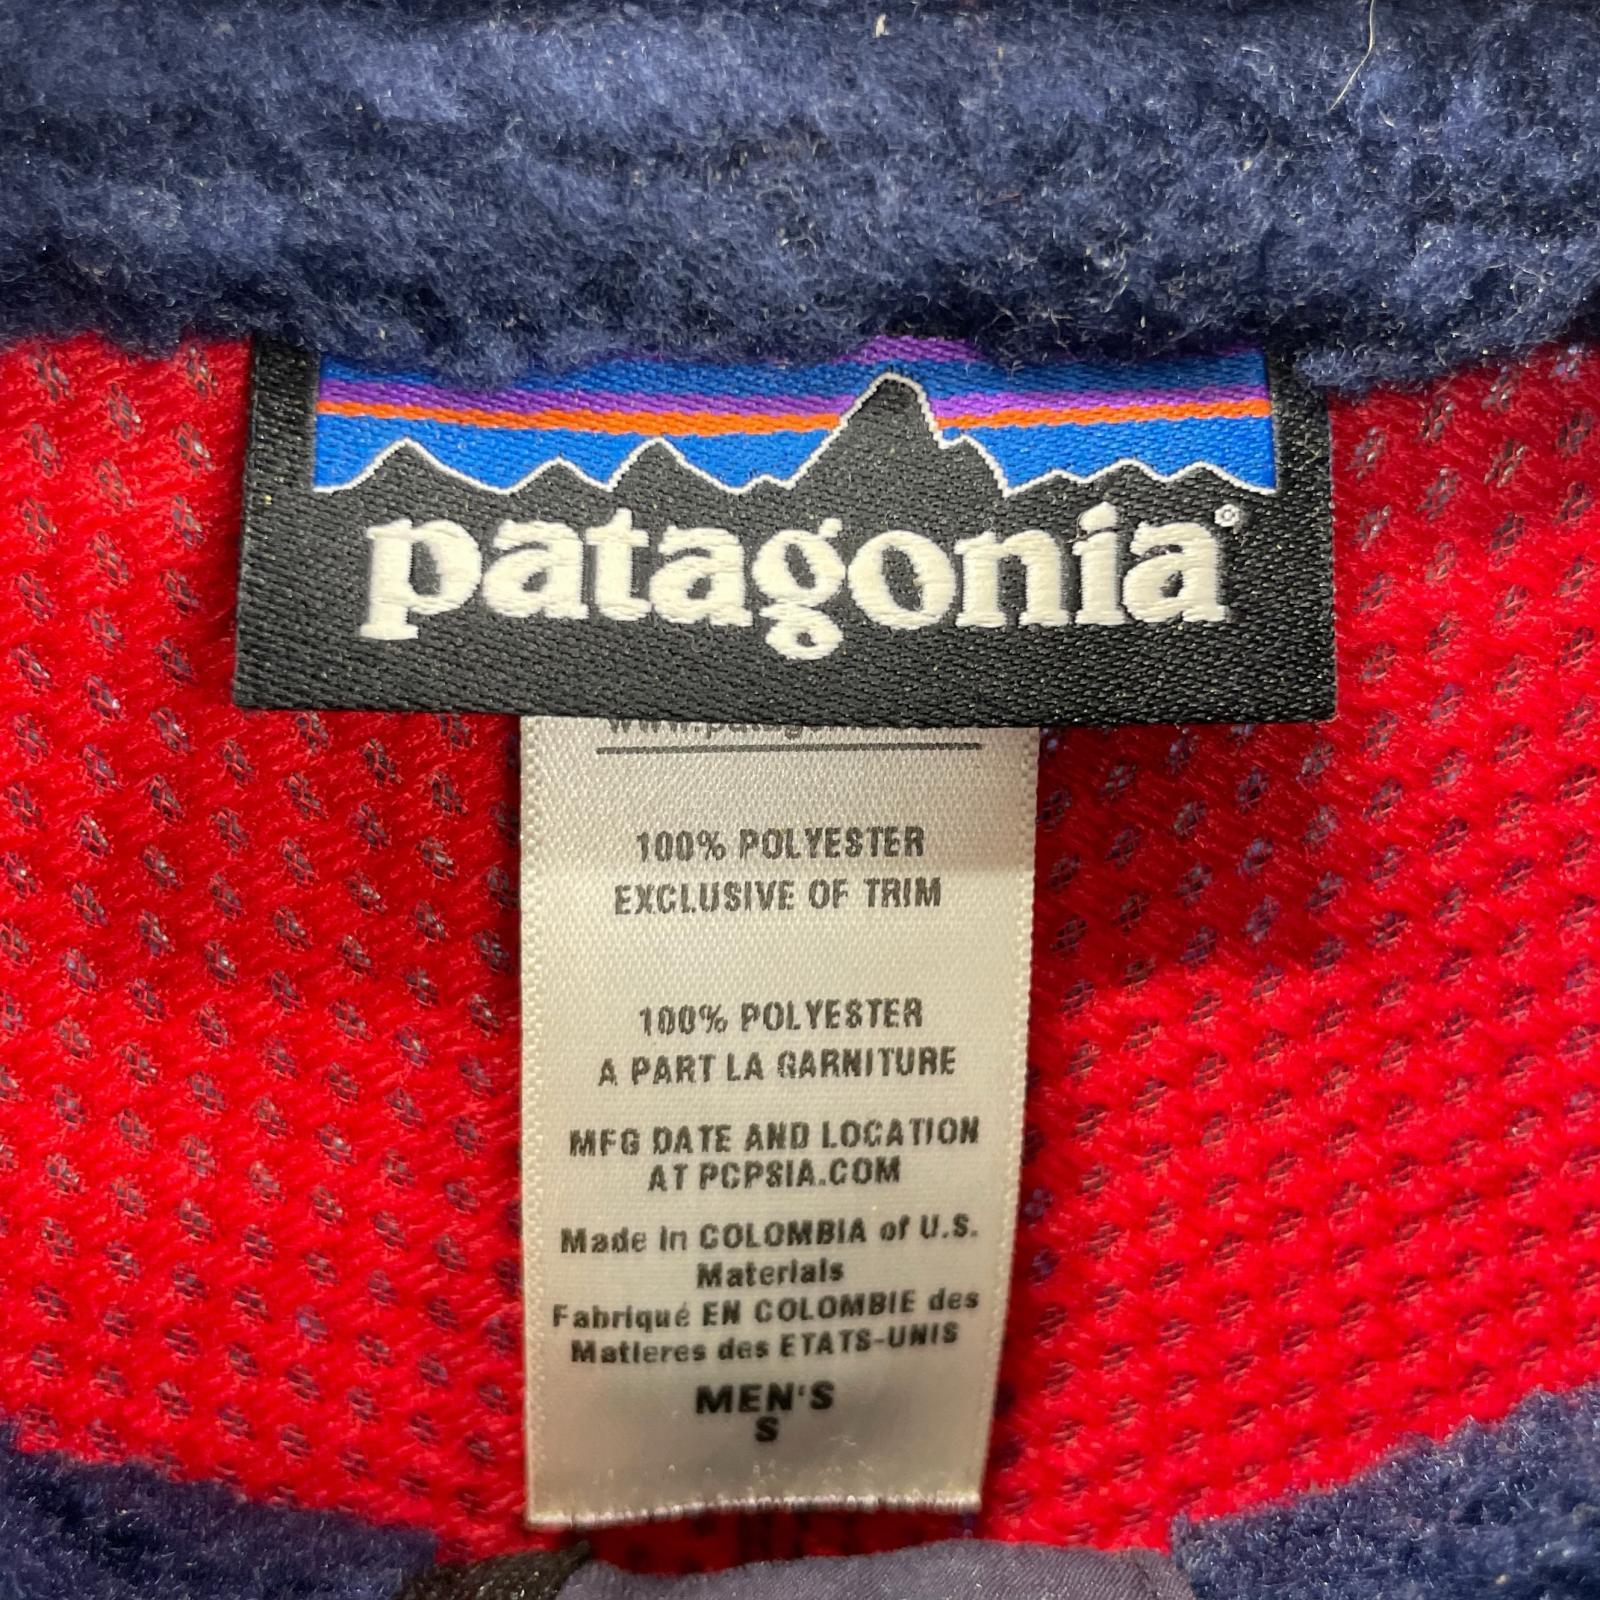 patagonia®
100% POLYESTER
EXCLUSIVE OF TRIM
100% POLYESTER
A PART LA GARNITURE
MFG DATE AND LOCATION
AT PCPSIA.COM
Made in COLOMBIA of U.S.
Materials
Fabriqué EN COLOMBIE des
Matieres des ETATS-UNIS
MEN'S
S